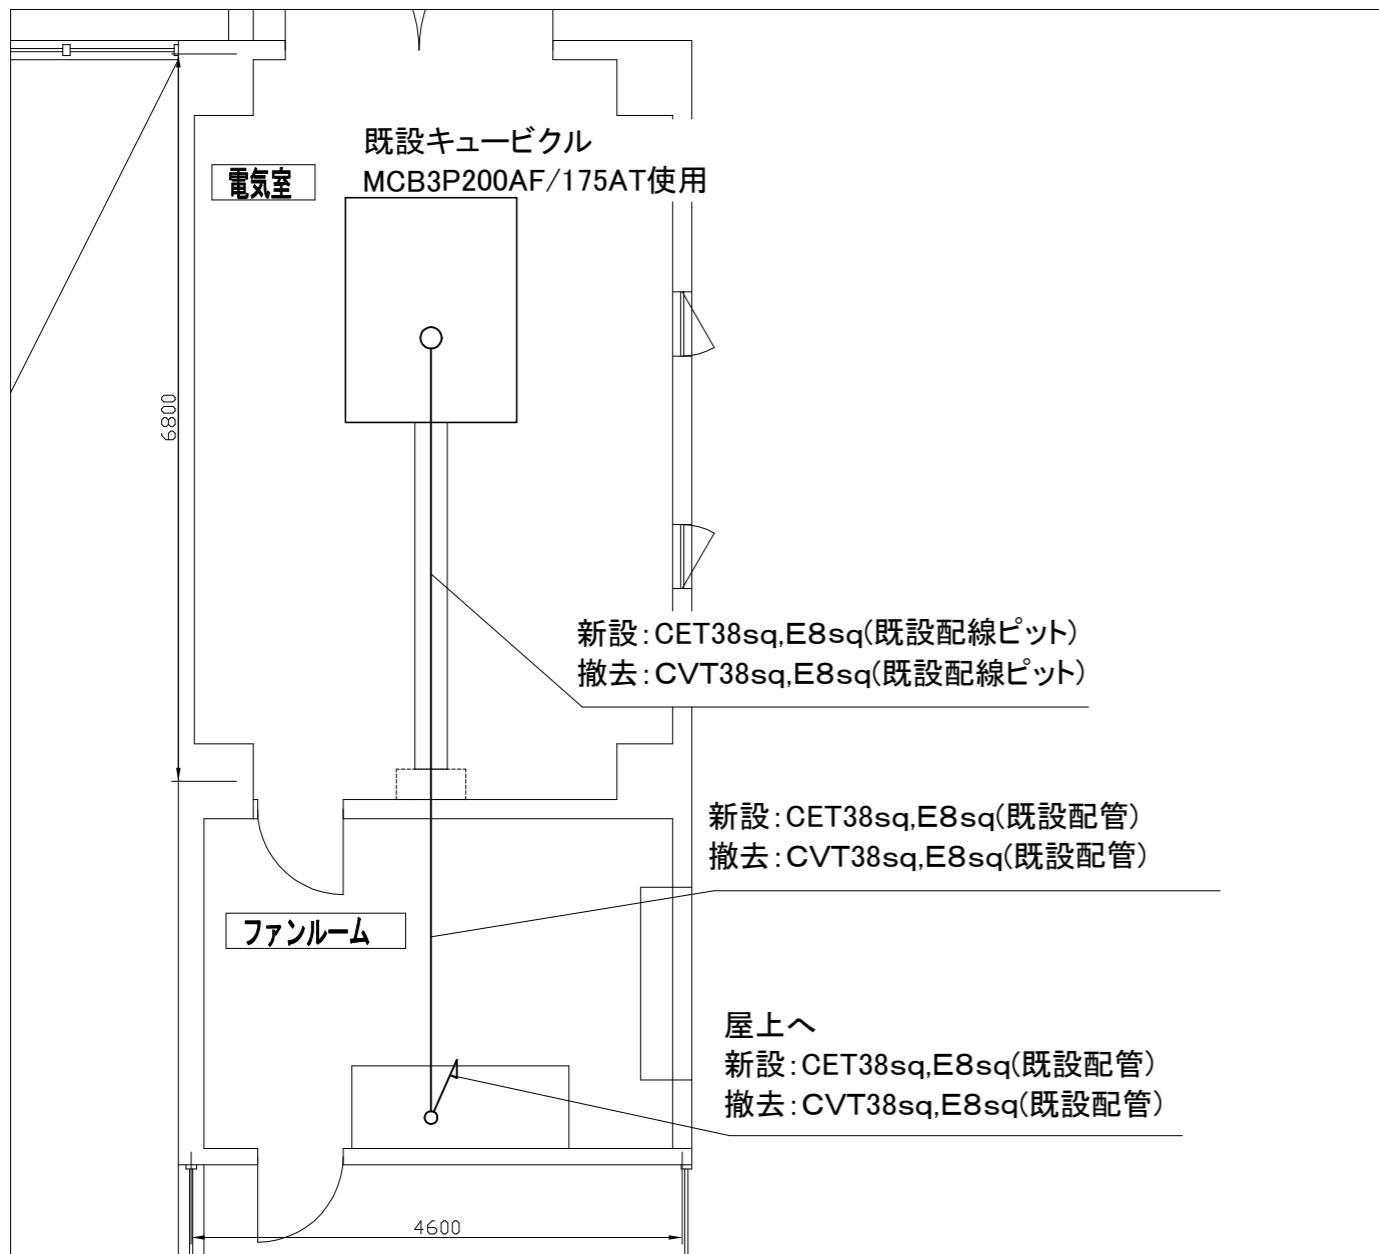 既設キュービクル
電気室
MCB3P200AF/175AT使用
6800
新設：CET38sq,E8sq(既設配線ピット)
撤去：CVT38sq,E8sq(既設配線ピット)
新設：CET38sq,E8sq(既設配管)
撤去：CVT38sq,E8sq(既設配管)
ファンルーム
屋上へ
新設：CET38sq,E8sq(既設配管)
撤去：CVT38sq,E8sq(既設配管)
4600